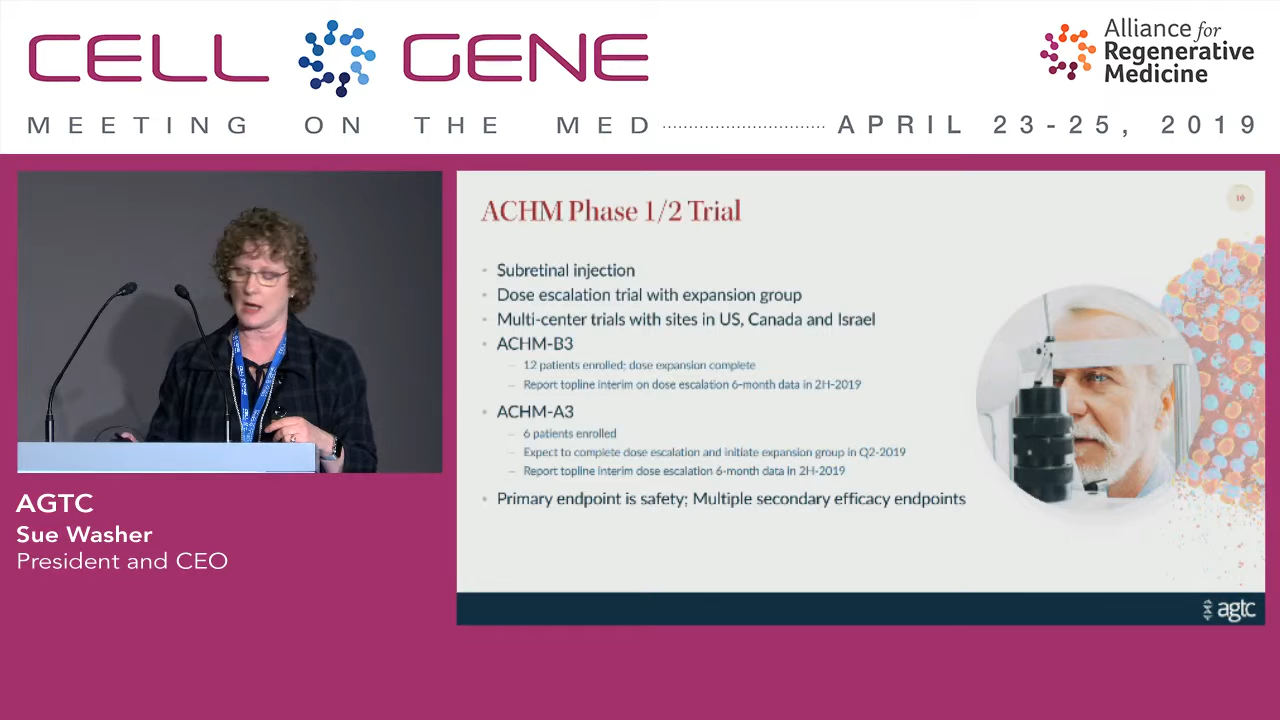 CELL GENE
Alliance for
Regenerative
Medicine
MEETING ON THE MED APRIL 23-25, 2019
ACHM Phase 1/2 Trial
10
- Subretinal injection
- Dose escalation trial with expansion group
- Multi-center trials with sites in US, Canada and Israel
- ACHM-B3
– 12 patients enrolled; dose expansion complete
– Report topline interim on dose escalation 6-month data in 2H-2019
- ACHM-A3
– 6 patients enrolled
– Expect to complete dose escalation and initiate expansion group in Q2-2019
– Report topline interim dose escalation 6-month data in 2H-2019
- Primary endpoint is safety; Multiple secondary efficacy endpoints
agtc
AGTC
Sue Washer
President and CEO